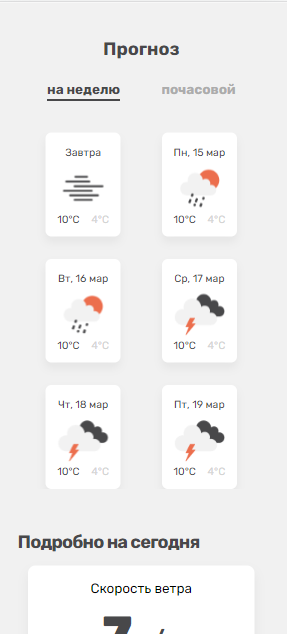 Прогноз
на неделю почасовой
Завтра Пн, 15 мар
10°C 4°C 10°C 4°C
Вт, 16 мар Ср, 17 мар
10°C 4°C 10°C 4°C
Чт, 18 мар Пт, 19 мар
10°C 4°C 10°C 4°C
Подробно на сегодня
Скорость ветра
7